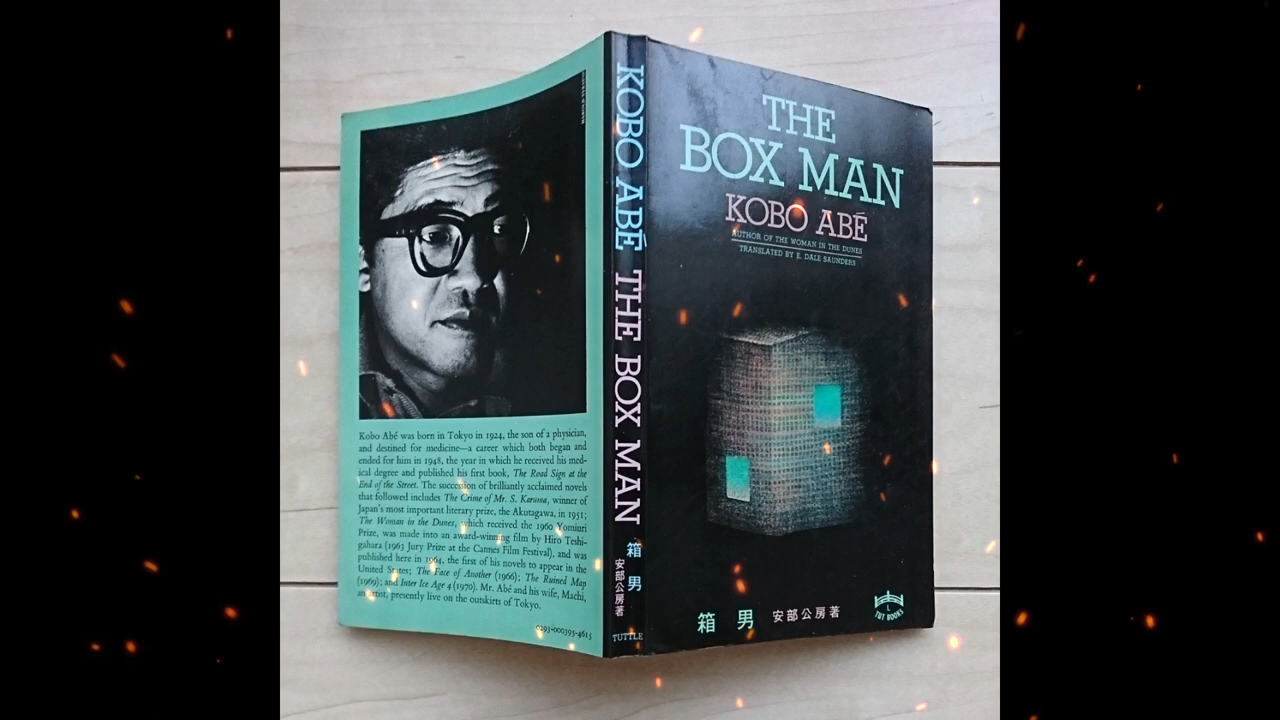 KOBO ABÉ THE BOX MAN
箱男
安部公房著
TUTTLE
THE
BOX MAN
KOBO ABÉ
AUTHOR OF THE WOMAN IN THE DUNES
TRANSLATED BY E. DALE SAUNDERS
箱 男 安部公房著
L
TUT BOOKS
Kobo Abé was born in Tokyo in 1924, the son of a physician,
and destined for medicine—a career which both began and
ended for him in 1948, the year in which he received his med-
ical degree and published his first book, The Road Sign at the
End of the Street. The succession of brilliantly acclaimed novels
that followed includes The Crime of Mr. S. Karuma, winner of
Japan's most important literary prize, the Akutagawa, in 1951;
The Woman in the Dunes, which received the 1960 Yomiuri
Prize, was made into an award-winning film by Hiro Teshi-
gahara (1963 Jury Prize at the Cannes Film Festival), and was
published here in 1964, the first of his novels to appear in the
United States; The Face of Another (1966); The Ruined Map
(1969); and Inter Ice Age 4 (1970). Mr. Abé and his wife, Machi,
an artist, presently live on the outskirts of Tokyo.
0293-000395-4615